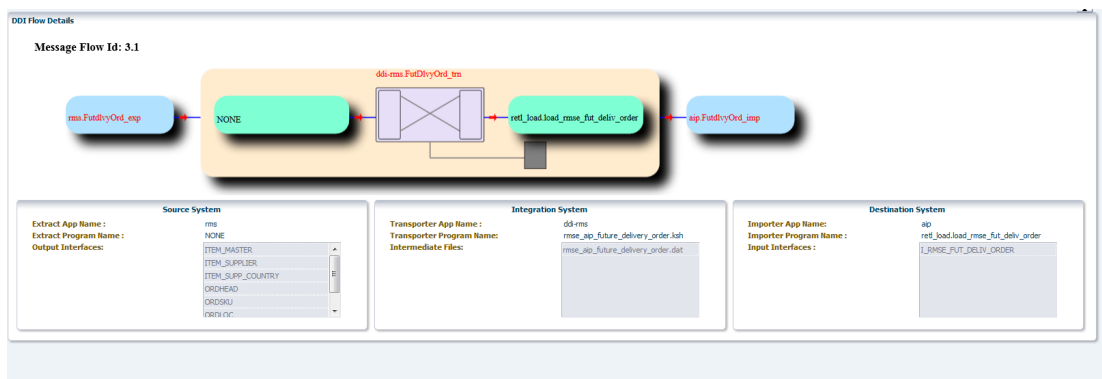 DDI Flow Details
Message Flow Id: 3.1
ddi-rms.FutDlvyOrd_trn
rms.FutdlvyOrd_exp
NONE
retl_load.load_rmse_fut_deliv_order
aip.FutdlvyOrd_imp
Source System
Extract App Name : rms
Extract Program Name : NONE
Output Interfaces:
ITEM_MASTER
ITEM_SUPPLIER
ITEM_SUPP_COUNTRY
ORDHEAD
ORDSKU
ORDLOC
Integration System
Transporter App Name : ddi-rms
Transporter Program Name: rmse_aip_future_delivery_order.ksh
Intermediate Files: rmse_aip_future_delivery_order.dat
Destination System
Importer App Name: aip
Importer Program Name : retl_load.load_rmse_fut_deliv_order
Input Interfaces : I_RMSE_FUT_DELIV_ORDER